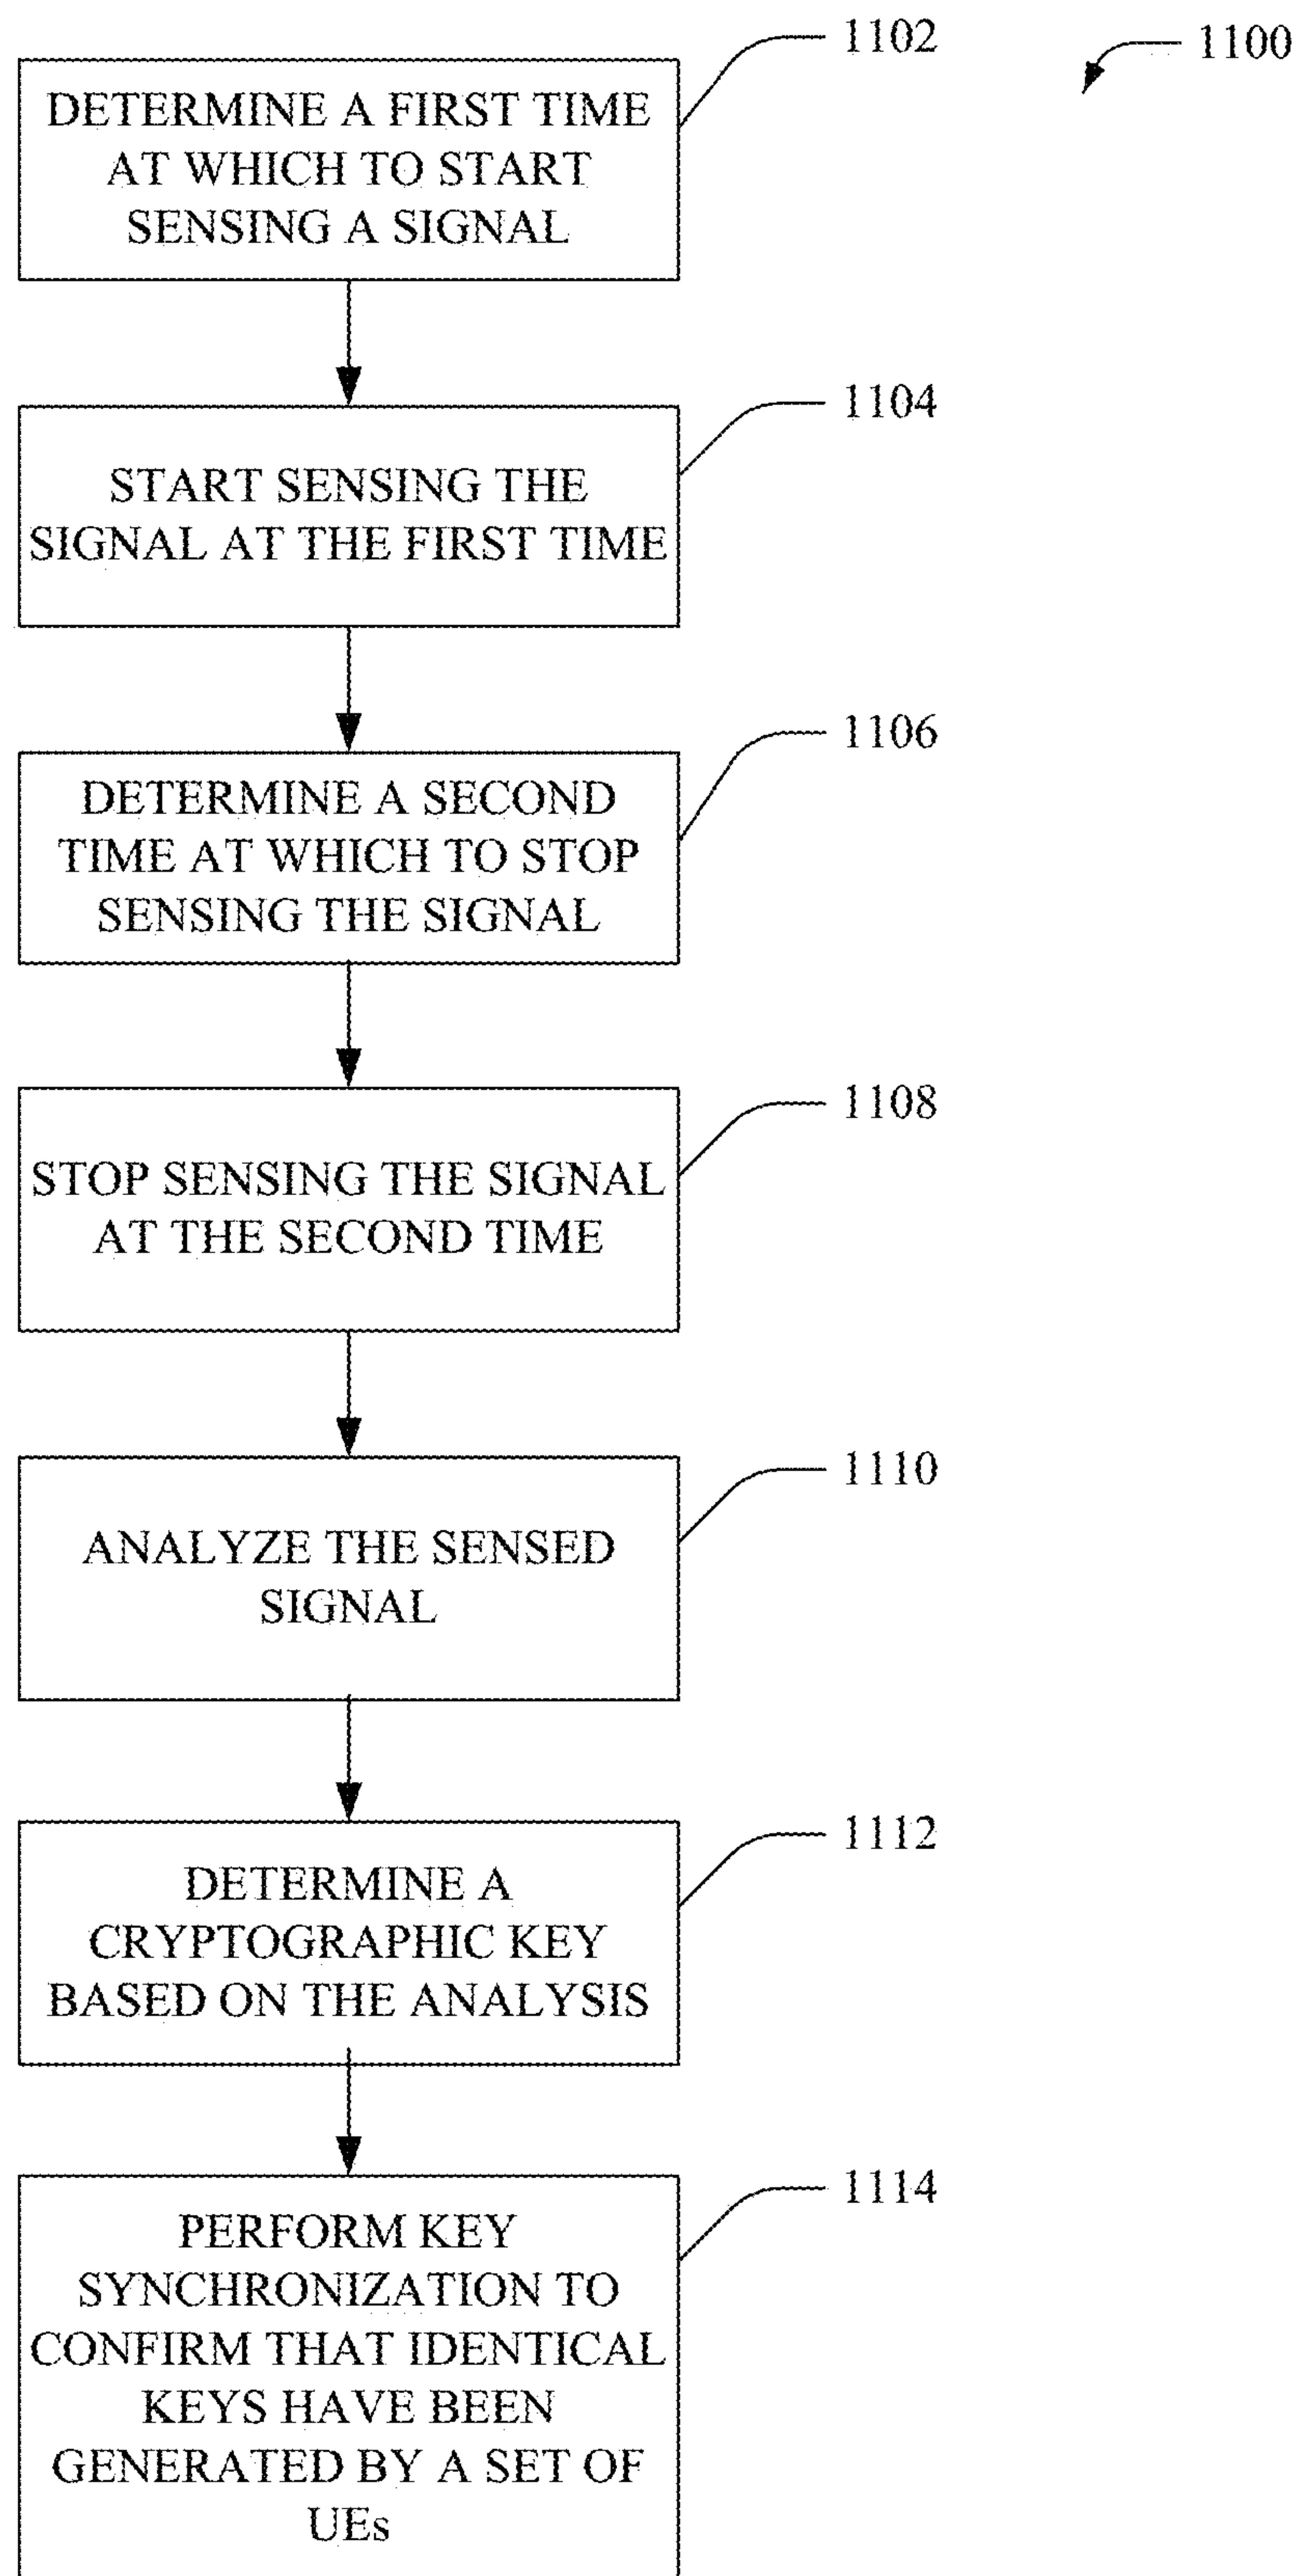 1102
1100
DETERMINE A FIRST TIME
AT WHICH TO START
SENSING A SIGNAL
1104
START SENSING THE
SIGNAL AT THE FIRST TIME
1106
DETERMINE A SECOND
TIME AT WHICH TO STOP
SENSING THE SIGNAL
1108
STOP SENSING THE SIGNAL
AT THE SECOND TIME
1110
ANALYZE THE SENSED
SIGNAL
1112
DETERMINE A
CRYPTOGRAPHIC KEY
BASED ON THE ANALYSIS
1114
PERFORM KEY
SYNCHRONIZATION TO
CONFIRM THAT IDENTICAL
KEYS HAVE BEEN
GENERATED BY A SET OF
UEs